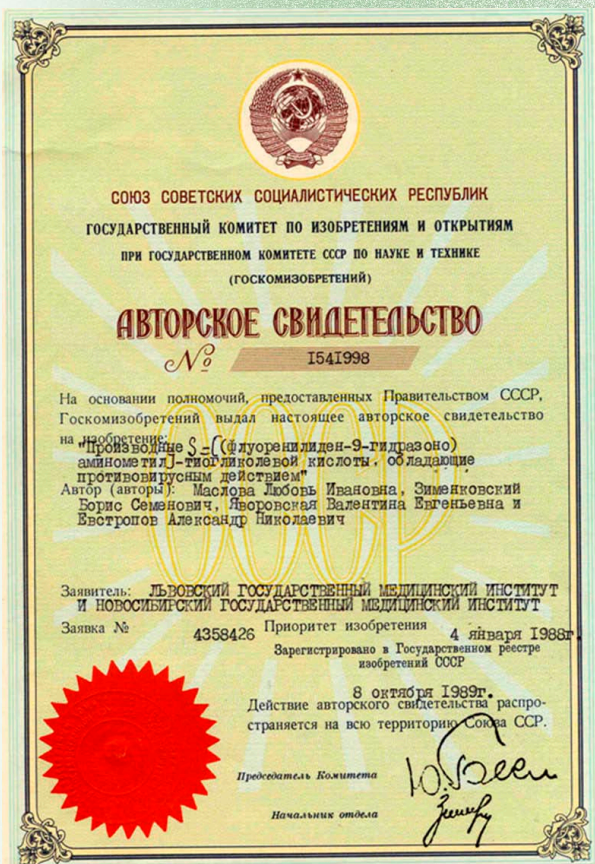 СОЮЗ СОВЕТСКИХ СОЦИАЛИСТИЧЕСКИХ РЕСПУБЛИК
ГОСУДАРСТВЕННЫЙ КОМИТЕТ ПО ИЗОБРЕТЕНИЯМ И ОТКРЫТИЯМ
ПРИ ГОСУДАРСТВЕННОМ КОМИТЕТЕ СССР ПО НАУКЕ И ТЕХНИКЕ
(ГОСКОМИЗОБРЕТЕНИЙ)
АВТОРСКОЕ СВИДЕТЕЛЬСТВО
№ 1541998
На основании полномочий, предоставленных Правительством СССР,
Госкомизобретений выдал настоящее авторское свидетельство
на изобретение:
"Производные S-[(флуоренилиден-9-гидразоно)
аминометил]-тиогликолевой кислоты, обладающие
противовирусным действием"
Автор (авторы): Маслова Любовь Ивановна, Зименковский
Борис Семенович, Яворовская Валентина Евгеньевна и
Евстропов Александр Николаевич
СССР
Заявитель: ЛЬВОВСКИЙ ГОСУДАРСТВЕННЫЙ МЕДИЦИНСКИЙ ИНСТИТУТ
И НОВОСИБИРСКИЙ ГОСУДАРСТВЕННЫЙ МЕДИЦИНСКИЙ ИНСТИТУТ
Заявка № 4358426 Приоритет изобретения 4 января 1988г.
Зарегистрировано в Государственном реестре
изобретений СССР
8 октября 1989г.
Действие авторского свидетельства распро-
страняется на всю территорию Союза ССР.
Председатель Комитета
Начальник отдела